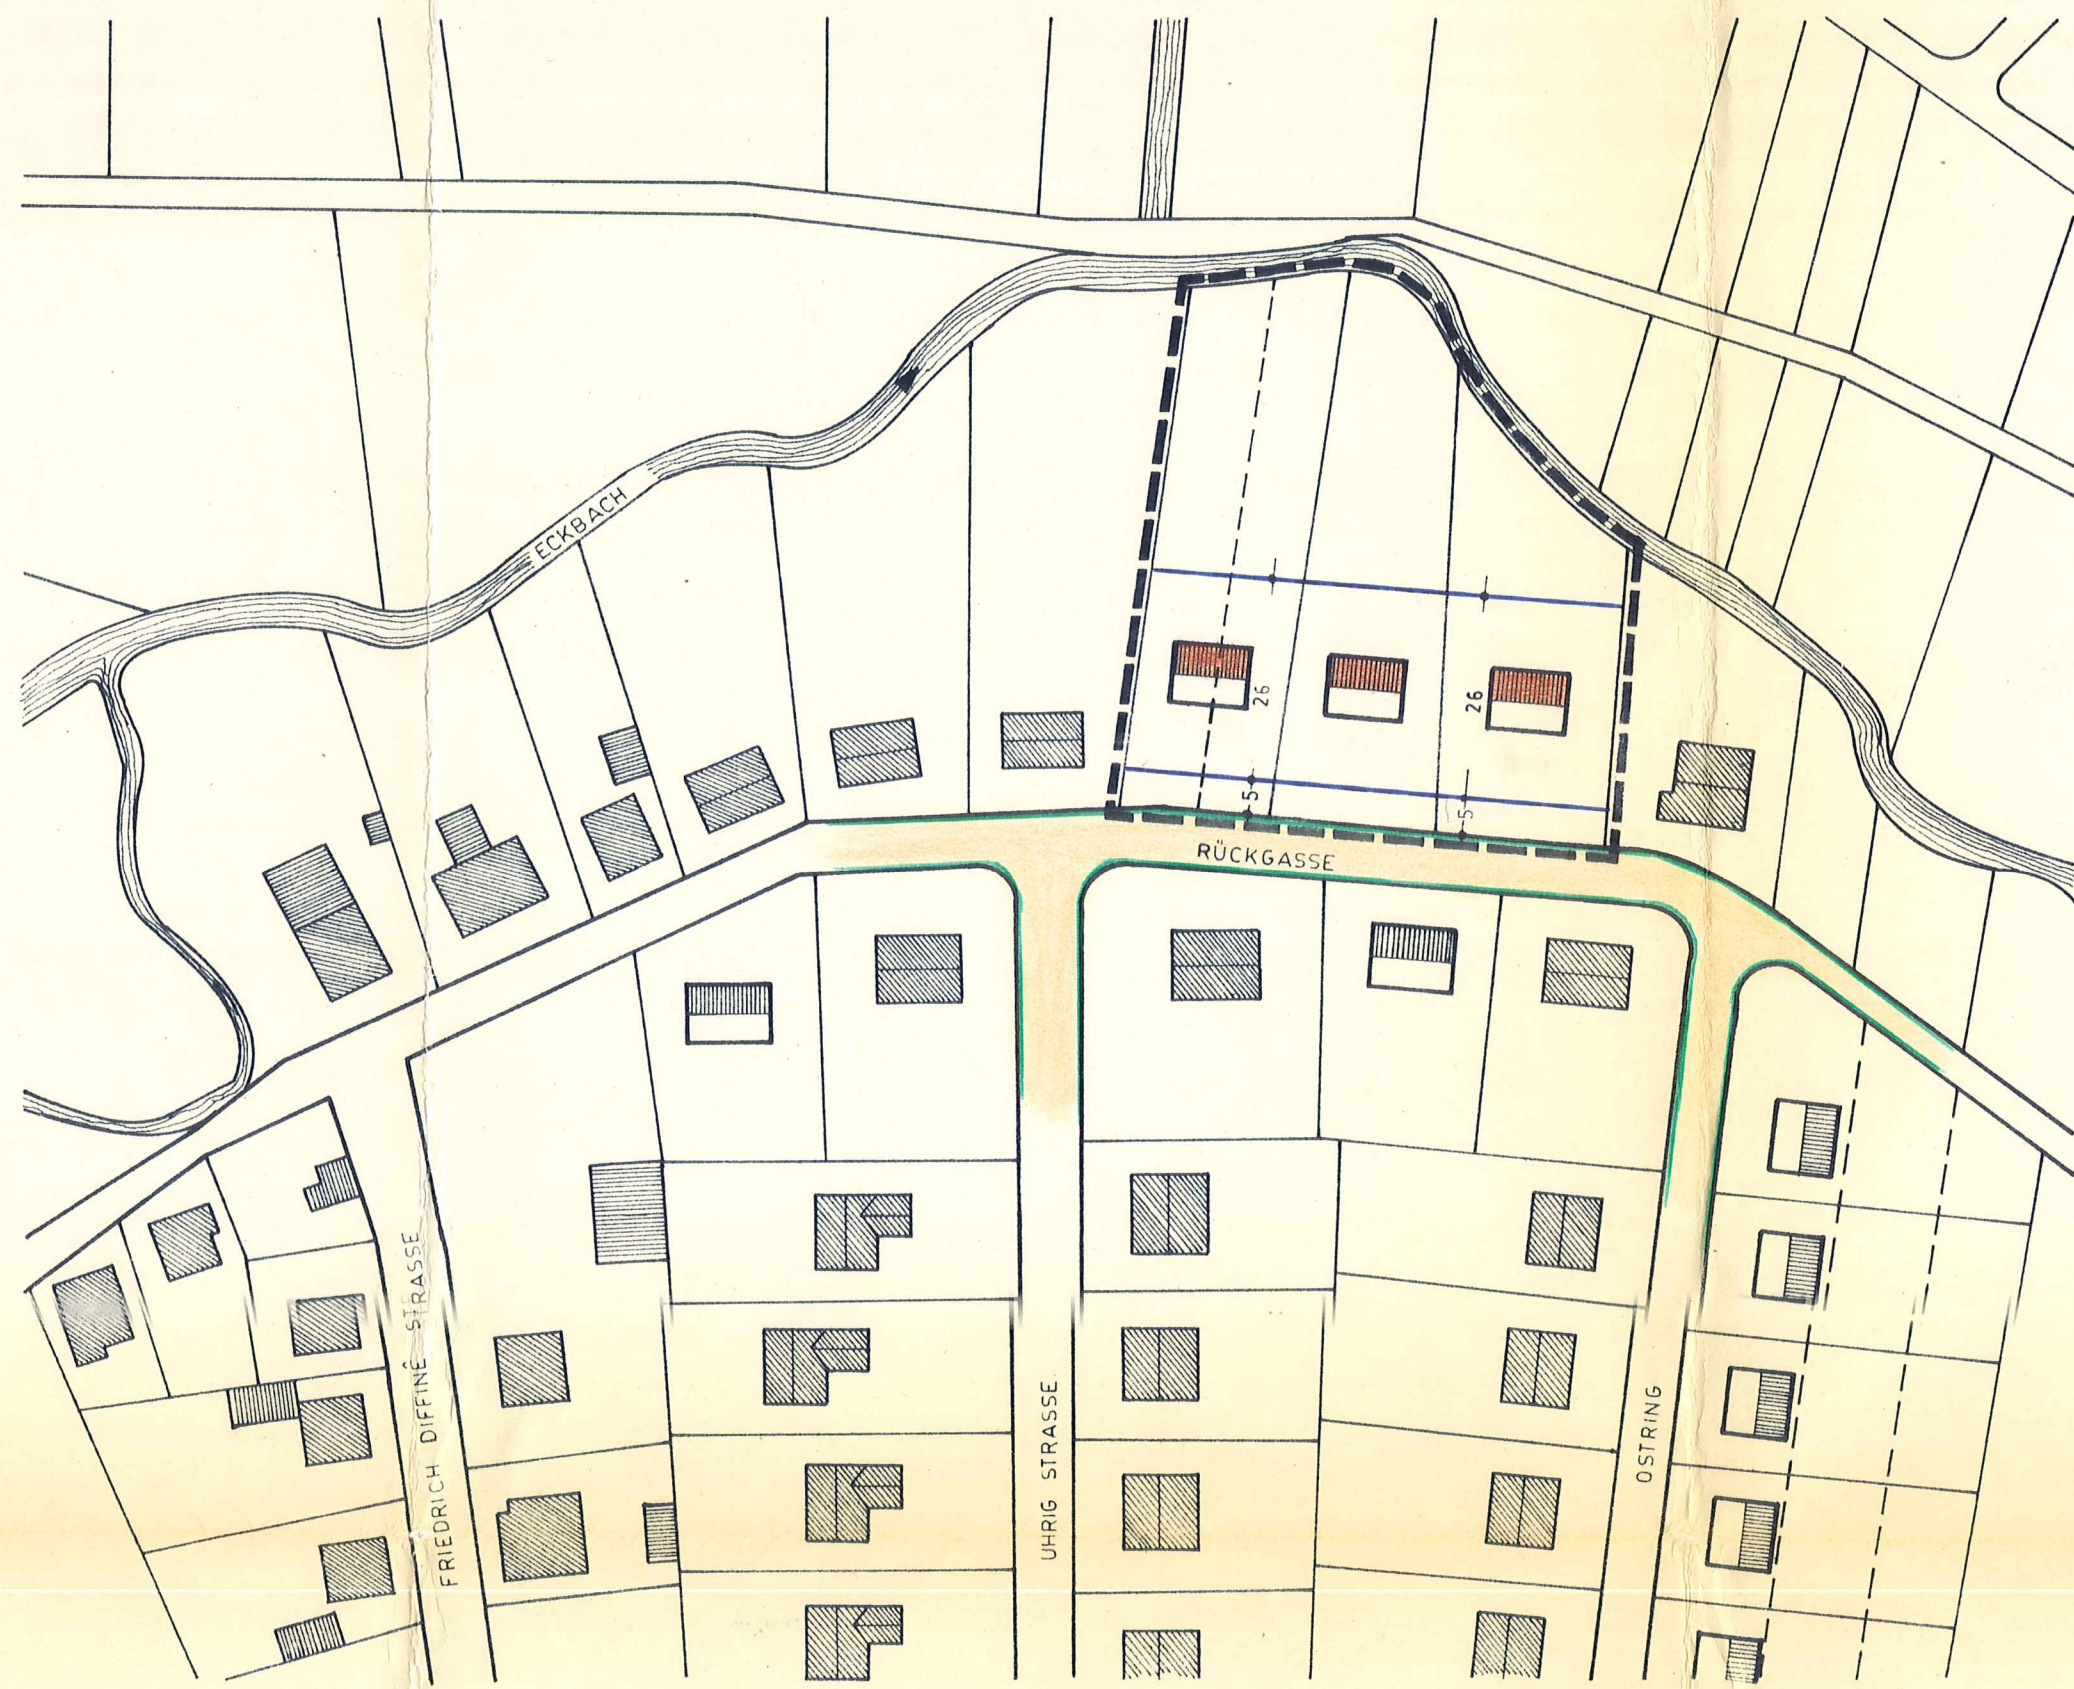 ECKBACH
26
26
5
5
RÜCKGASSE
FRIEDRICH DIFFINÉ STRASSE
UHRIG STRASSE
OSTRING